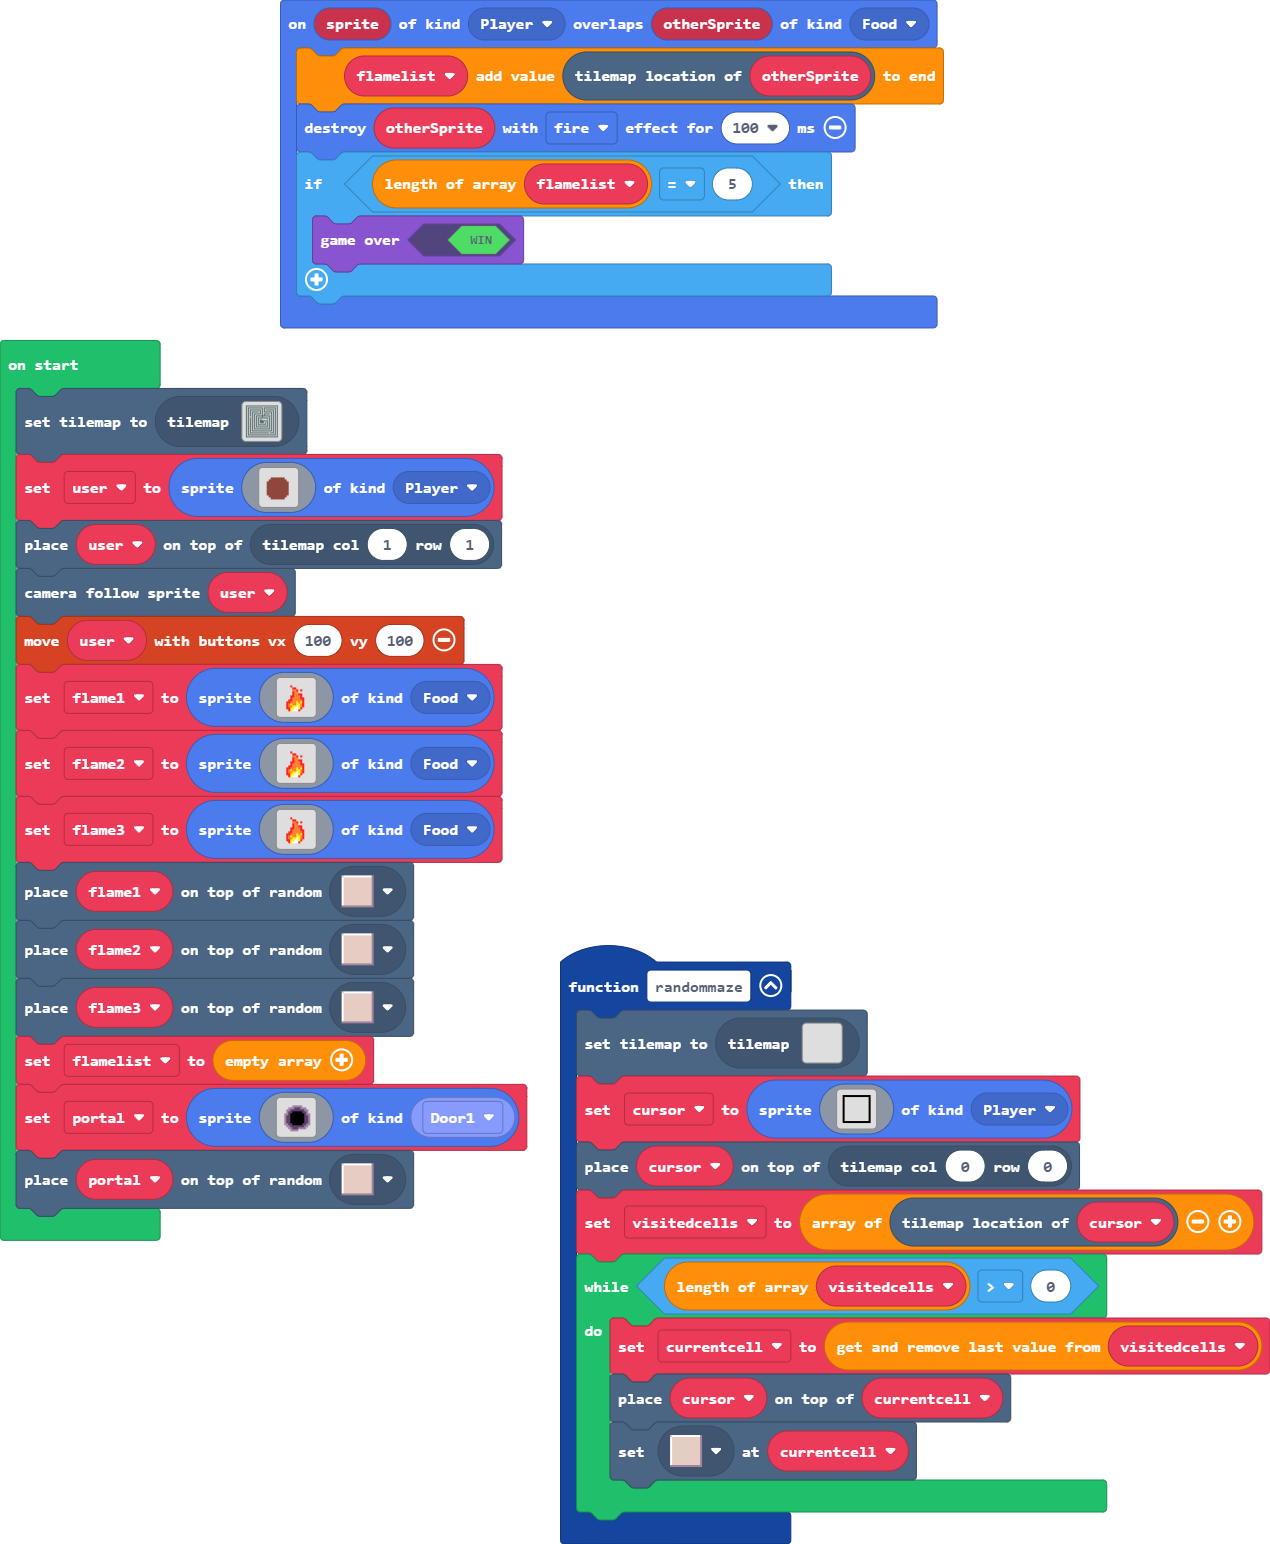 on sprite of kind Player overlaps otherSprite of kind Food
flamelist add value tilemap location of otherSprite to end
destroy otherSprite with fire effect for 100 ms
if length of array flamelist = 5 then
game over WIN
on start
set tilemap to tilemap
set user to sprite of kind Player
place user on top of tilemap col 1 row 1
camera follow sprite user
move user with buttons vx 100 vy 100
set flame1 to sprite of kind Food
set flame2 to sprite of kind Food
set flame3 to sprite of kind Food
place flame1 on top of random
place flame2 on top of random
place flame3 on top of random
set flamelist to empty array
set portal to sprite of kind Door1
place portal on top of random
function randommaze
set tilemap to tilemap
set cursor to sprite of kind Player
place cursor on top of tilemap col 0 row 0
set visitedcells to array of tilemap location of cursor
while length of array visitedcells > 0
do
set currentcell to get and remove last value from visitedcells
place cursor on top of currentcell
set at currentcell